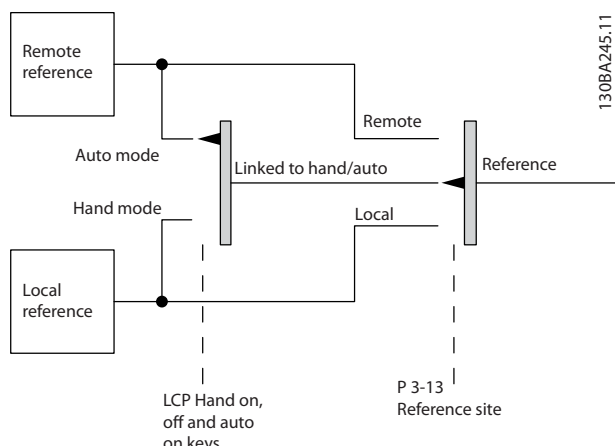 Remote
reference
130BA245.11
Remote
Auto mode
Linked to hand/auto
Reference
Hand mode
Local
Local
reference
LCP Hand on,
off and auto
on keys
P 3-13
Reference site